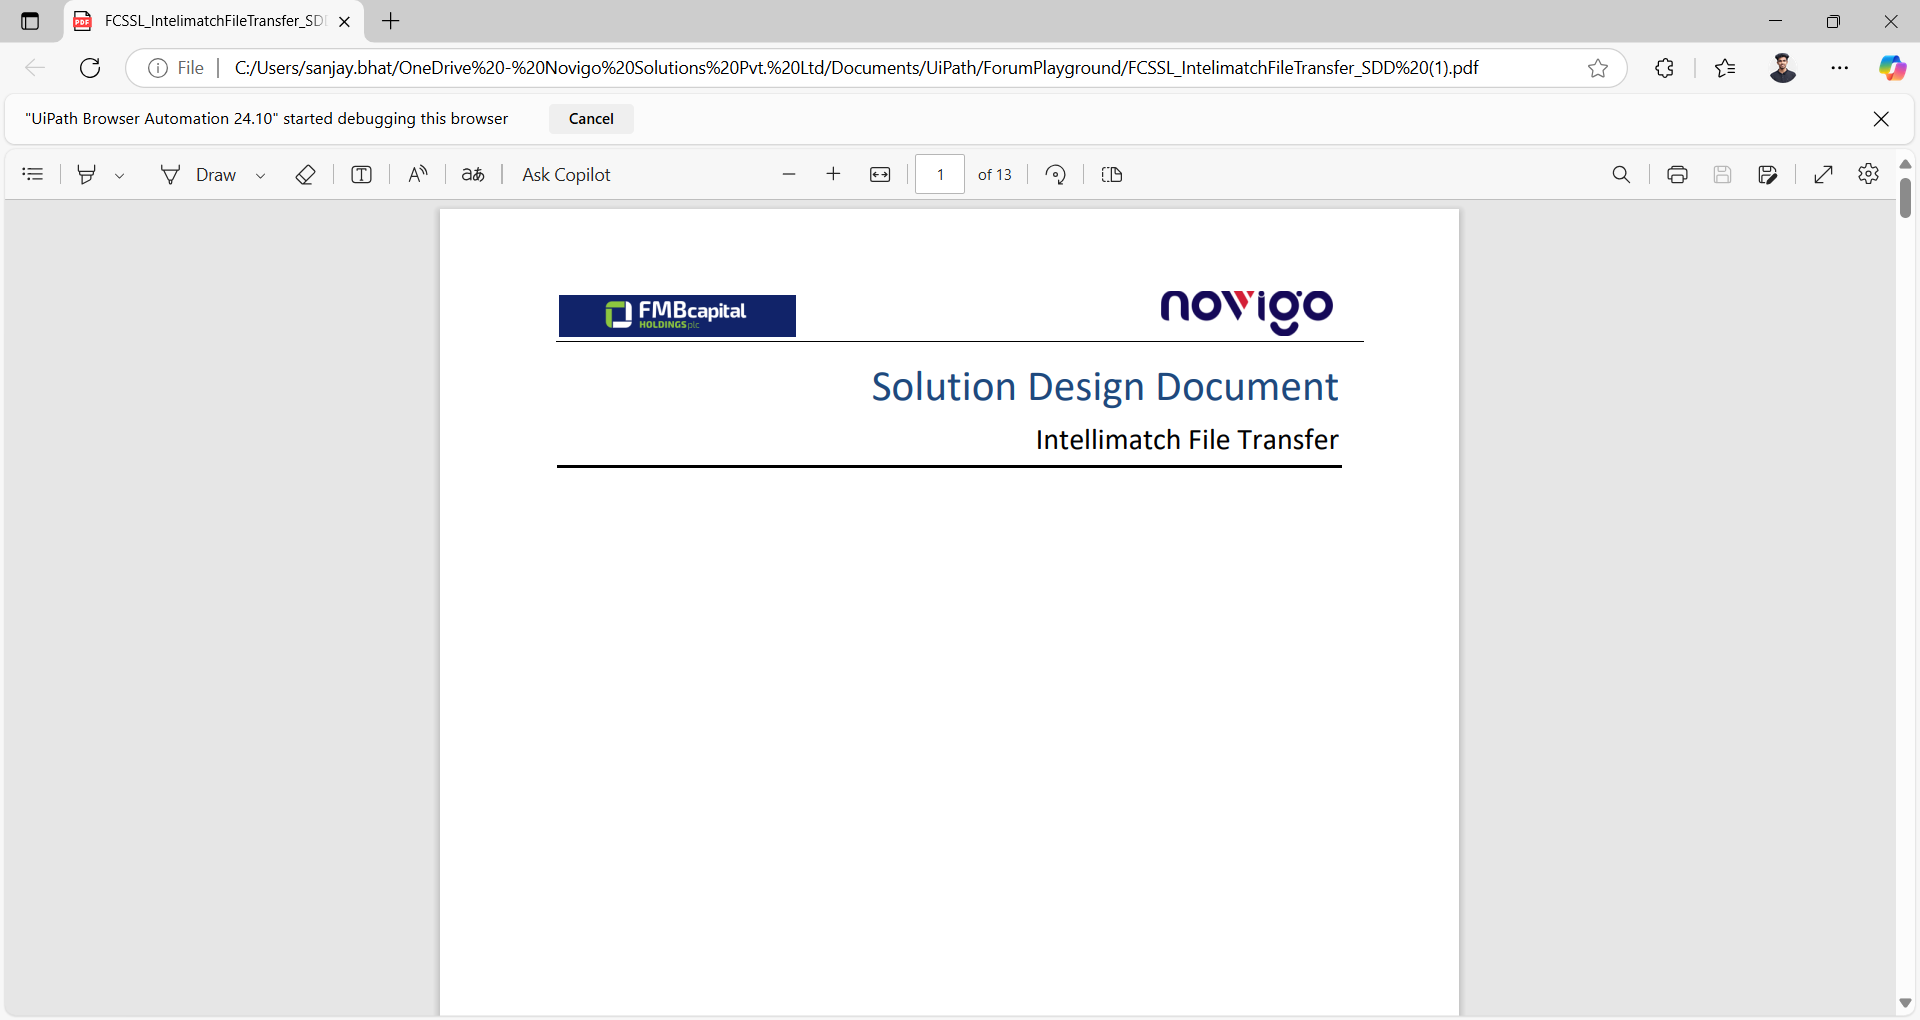 FCSSL_IntelimatchFileTransfer_SD
File
C:/Users/sanjay.bhat/OneDrive%20-%20Novigo%20Solutions%20Pvt.%20Ltd/Documents/UiPath/ForumPlayground/FCSSL_IntelimatchFileTransfer_SDD%20(1).pdf
"UiPath Browser Automation 24.10" started debugging this browser
Cancel
Draw
Ask Copilot
1
of 13
FMBcapital
HOLDINGS plc
novigo
Solution Design Document
Intellimatch File Transfer